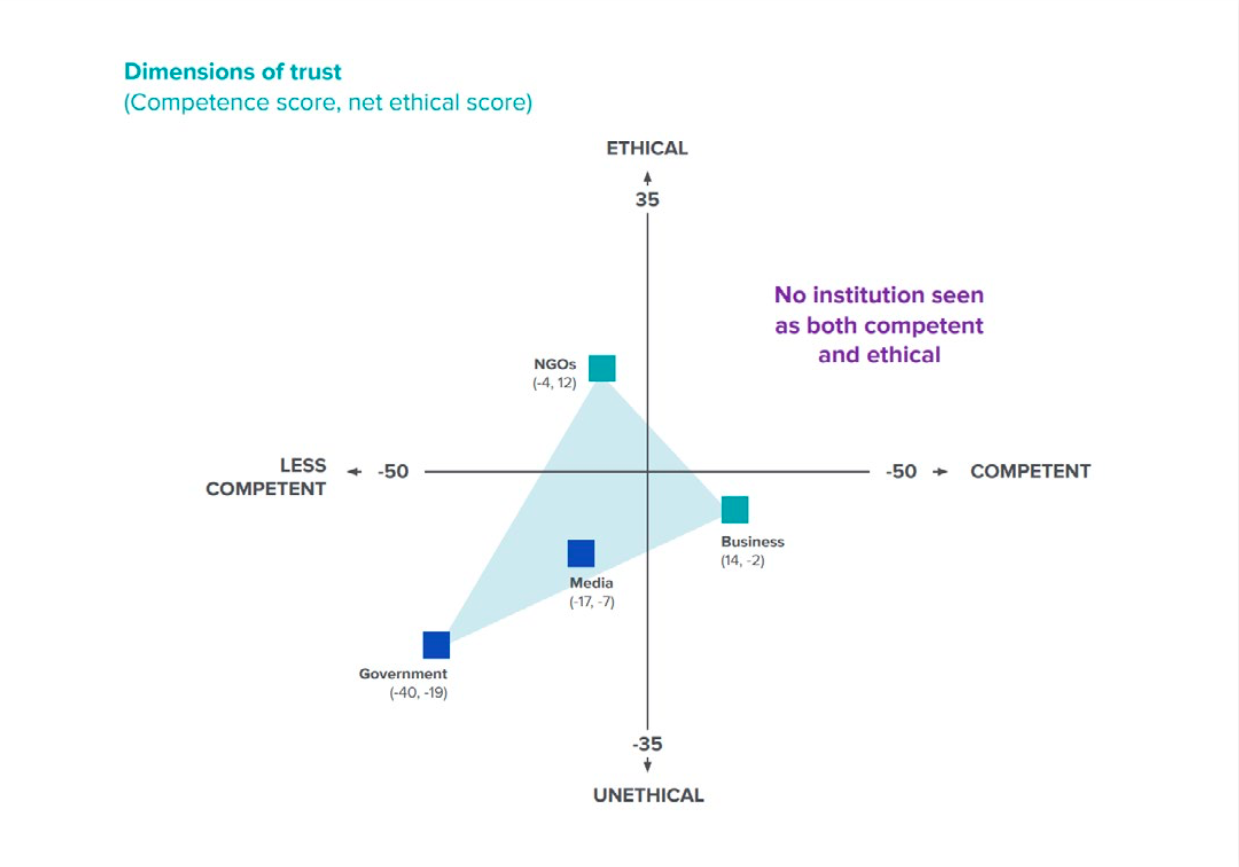 Dimensions of trust
(Competence score, net ethical score)
ETHICAL
35
No institution seen
as both competent
and ethical
NGOs
(-4, 12)
LESS
COMPETENT
-50
-50
COMPETENT
Business
(14, -2)
Media
(-17, -7)
Government
(-40, -19)
-35
UNETHICAL